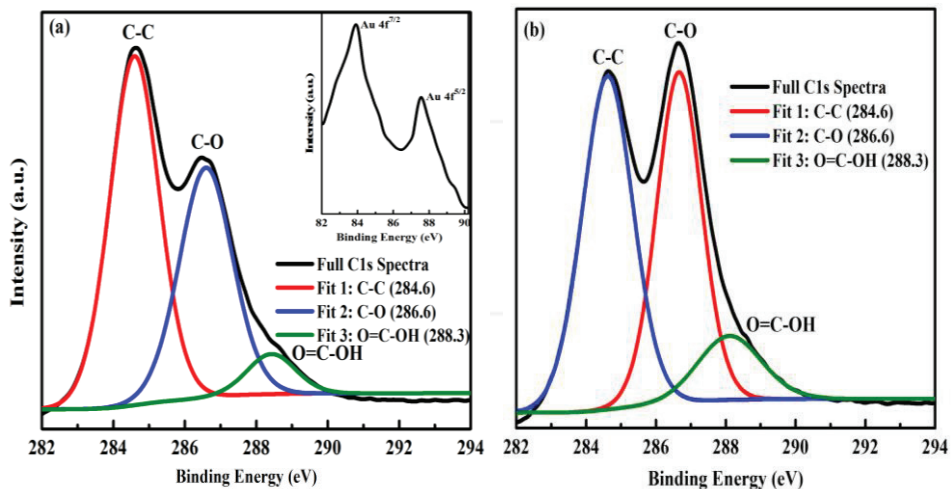 (a)
C-C
C-O
O=C-OH
Full C1s Spectra
Fit 1: C-C (284.6)
Fit 2: C-O (286.6)
Fit 3: O=C-OH (288.3)
Intensity (a.u.)
282 284 286 288 290 292 294
Binding Energy (eV)
Au 4f7/2
Au 4f5/2
Intensity (a.u.)
82 84 86 88 90
Binding Energy (eV)
(b)
C-C
C-O
O=C-OH
Full C1s Spectra
Fit 1: C-C (284.6)
Fit 2: C-O (286.6)
Fit 3: O=C-OH (288.3)
282 284 286 288 290 292 294
Binding Energy (eV)